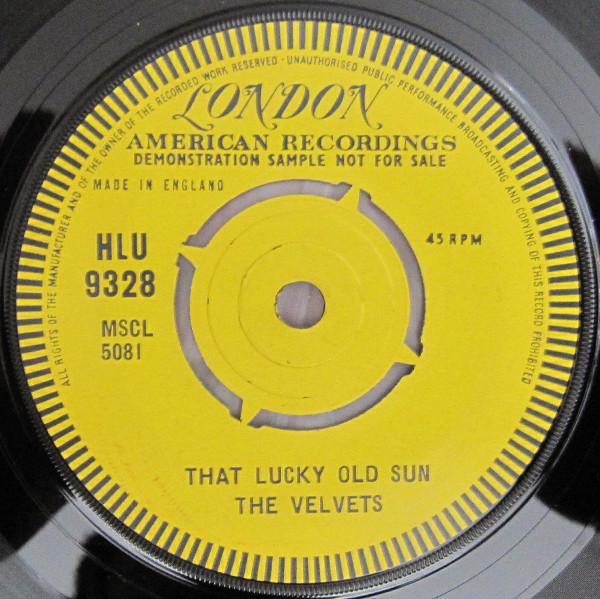 ALL RIGHTS OF THE MANUFACTURER AND OF THE OWNER OF THE RECORDED WORK RESERVED · UNAUTHORISED PUBLIC PERFORMANCE BROADCASTING AND COPYING OF THIS RECORD PROHIBITED
LONDON
AMERICAN RECORDINGS
DEMONSTRATION SAMPLE NOT FOR SALE
MADE IN ENGLAND
45 RPM
HLU
9328
MSCL
5081
THAT LUCKY OLD SUN
THE VELVETS